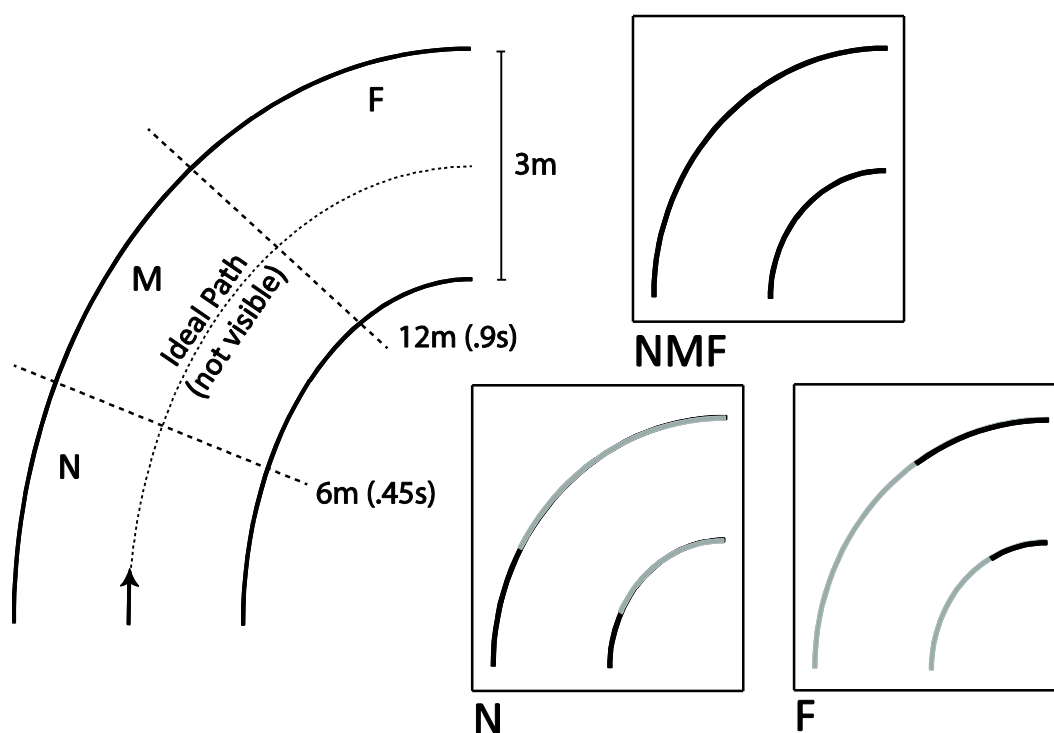 F
3m
M
Ideal Path
(not visible)
12m (.9s)
N
6m (.45s)
NMF
N
F